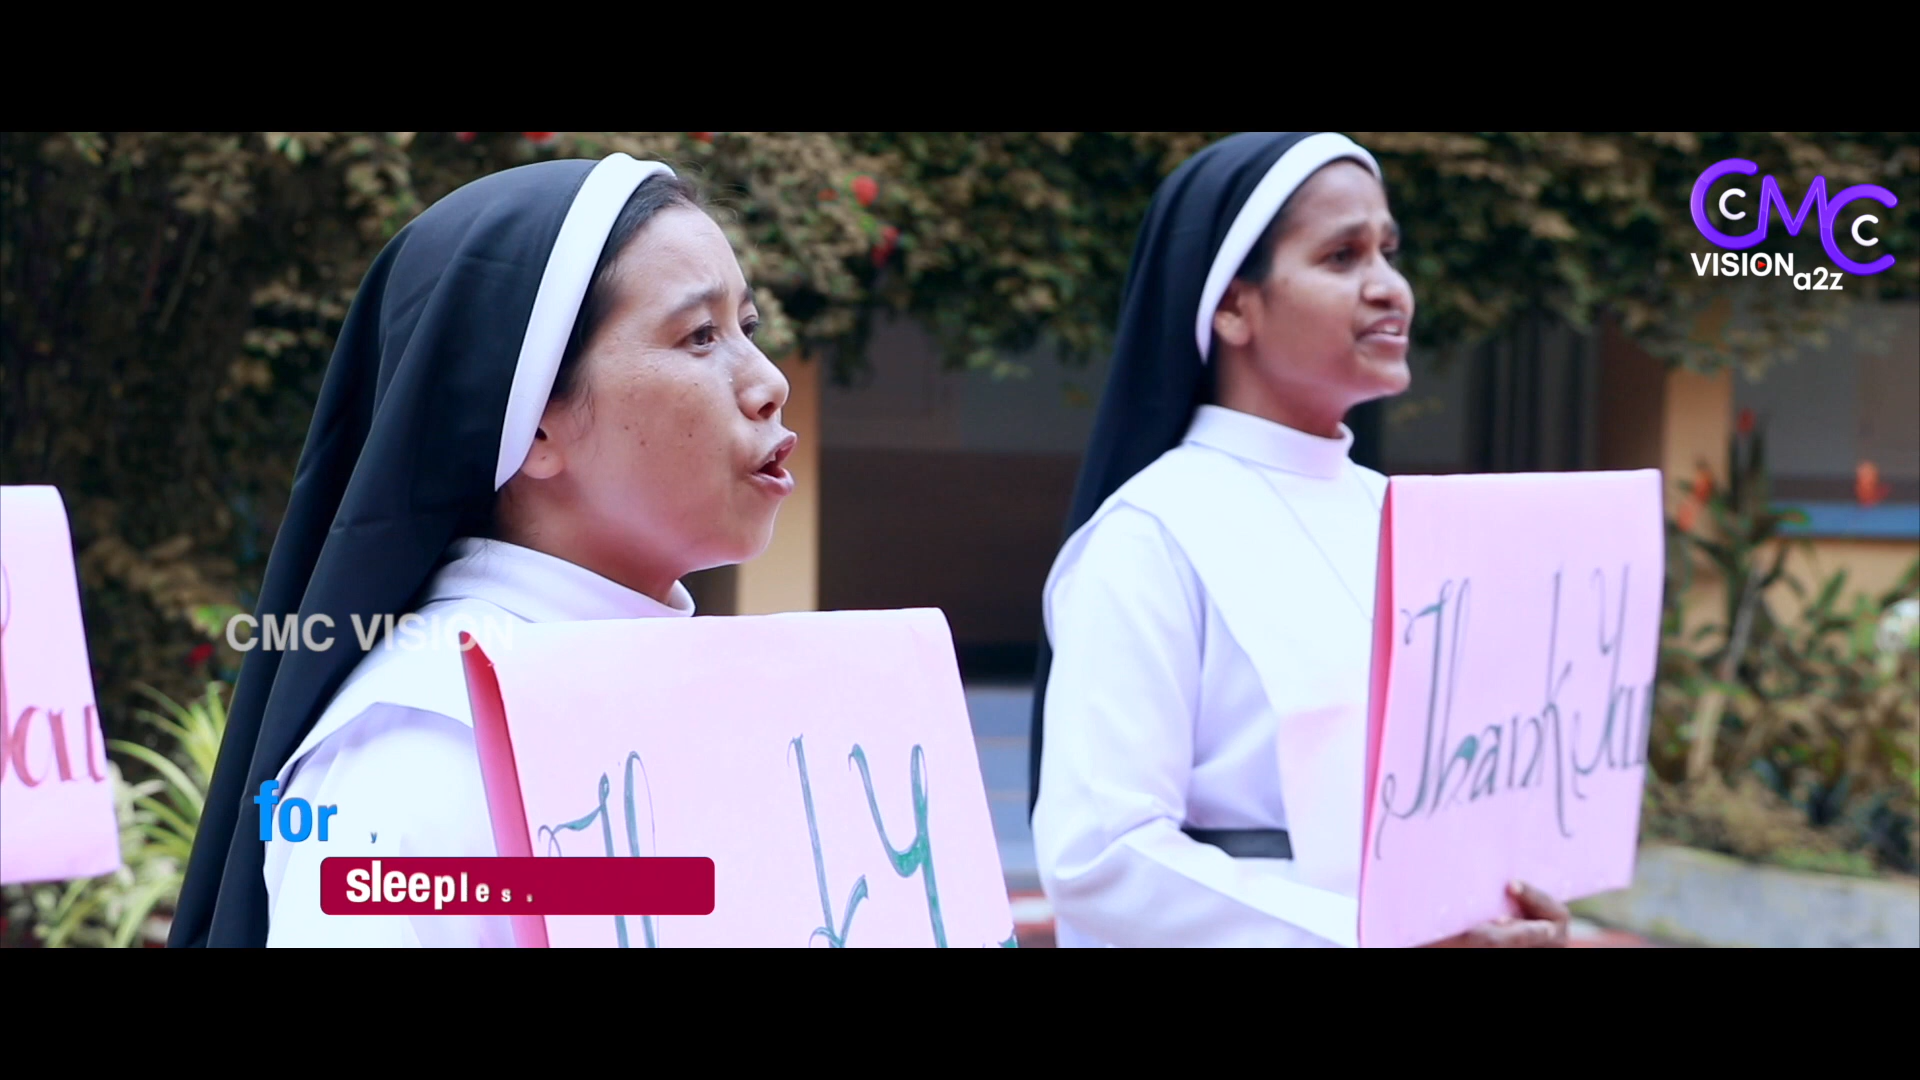 CMC
C C
VISION
a2z
CMC VISION
Thank You
for y
sleeples